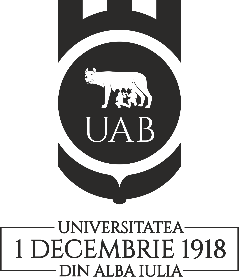 UAB
UNIVERSITATEA
1 DECEMBRIE 1918
DIN ALBA IULIA